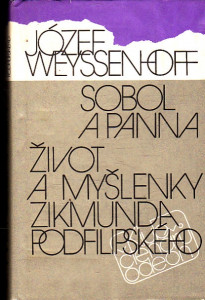 JÓZEF
WEYSSENHOFF
SOBOL
A PANNA
ŽIVOT
A MYŠLENKY
ZIKMUNDA
PODFILIPSKÉHO